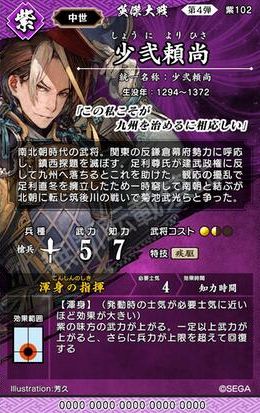 紫
中世
英傑大戦
第4弾
紫102
しょうに よりひさ
少弐頼尚
統一名称：少弐頼尚
生没年：1294～1372
「この私こそが
九州を治めるに相応しい」
南北朝時代の武将。関東の反鎌倉幕府勢力に呼応
し、鎮西探題を滅ぼす。足利尊氏が建武政権に反
して九州へ落ちるとこれを助けた。観応の擾乱で
足利直冬を擁立したため一時窮して南朝と結ぶが
北朝に転じ筑後川の戦いで菊池武光らと争った。
兵種 武力 知力 武将コスト
槍兵 5 7 特技 疾駆
こんしんのしき
渾身の指揮
必要士気 4
効果時間 知力時間
効果範囲
【渾身】（発動時の士気が必要士気に近い
ほど効果が大きい）
紫の味方の武力が上がる。一定以上武力が
上がると、さらに兵力が上限を超えて回復
する
Illustration:芳久
©SEGA
0000-0000-0000-0000-0000